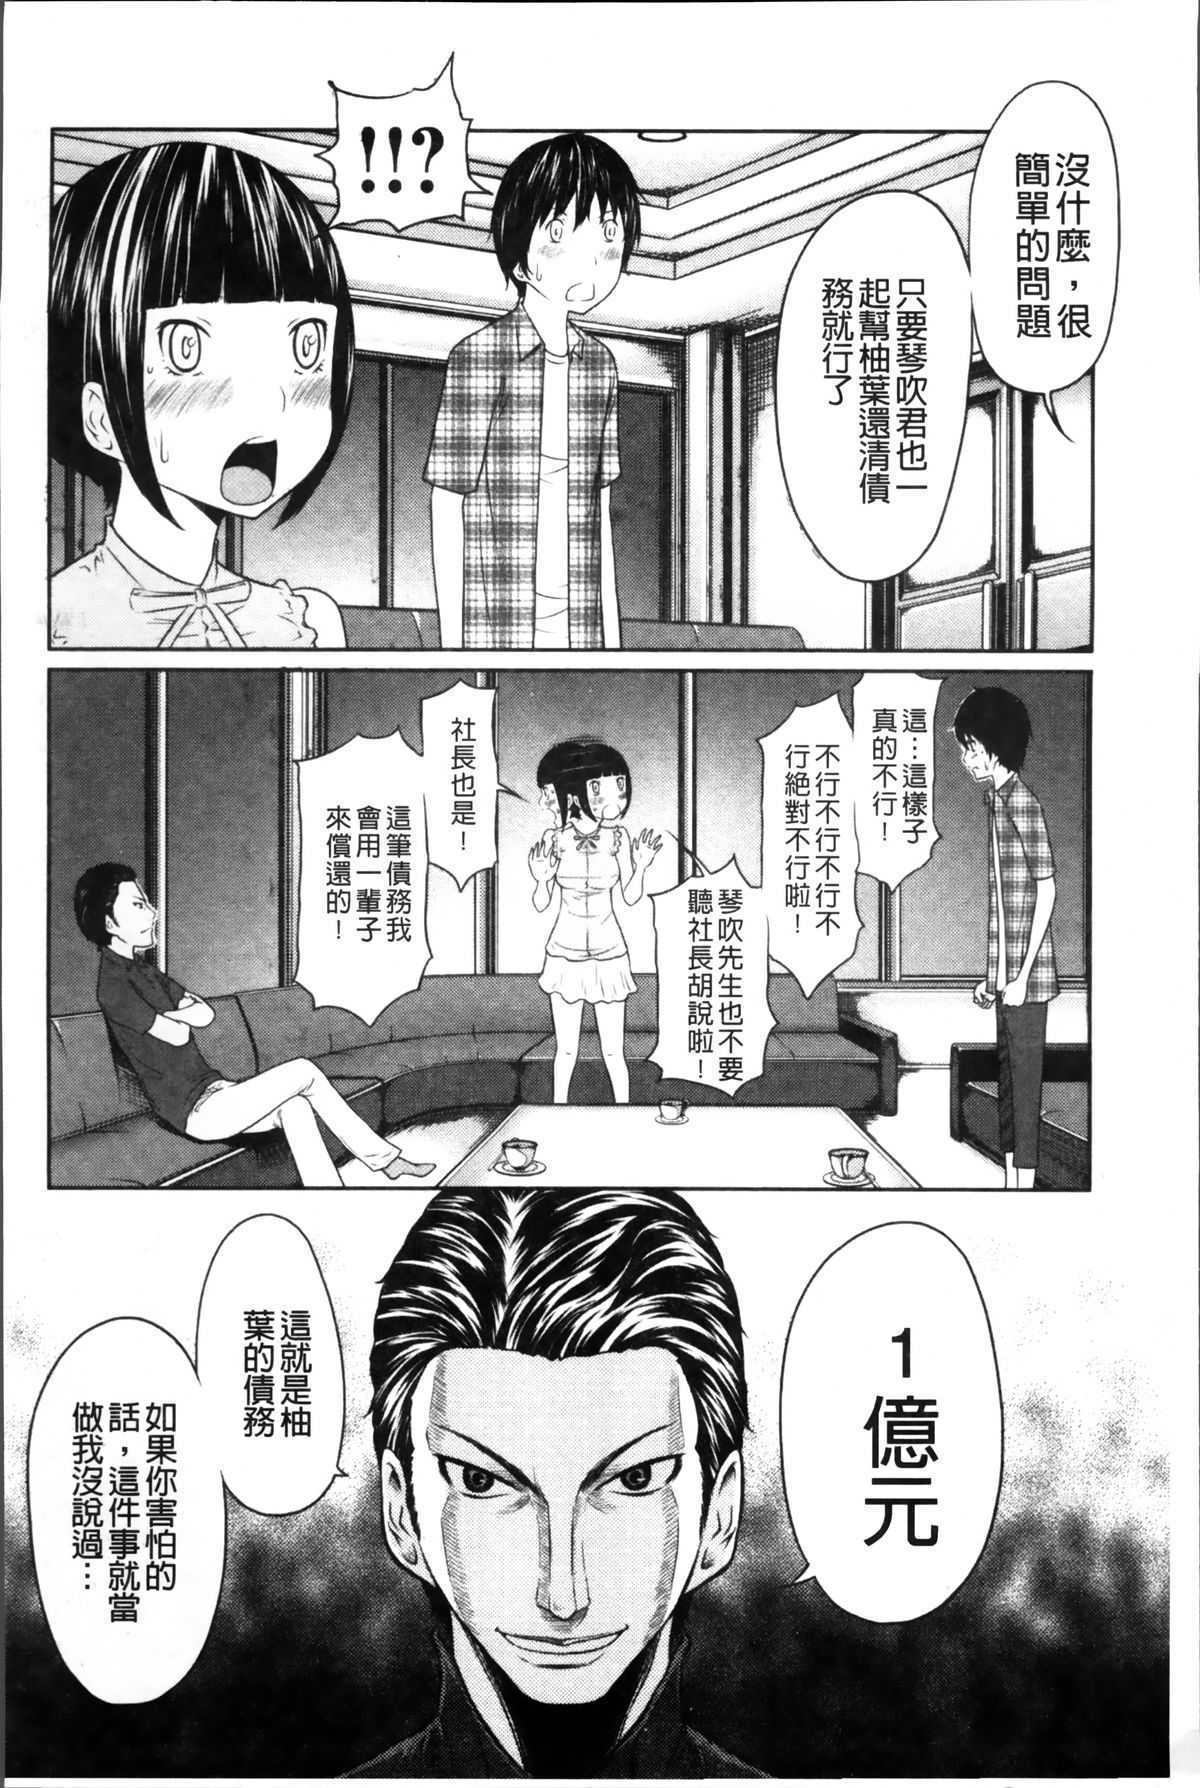 沒什麼，很
簡單的問題
只要琴吹君也一
起幫柚葉還清債
務就行了
!!?
這…這樣子
真的不行！
不行不行不行不
行絕對不行啦！
琴吹先生也不要
聽社長胡說啦！
社長也是！
這筆債務我
會用一輩子
來償還的！
1億元
這就是柚
葉的債務
如果你害怕的
話，這件事就當
做我沒說過…